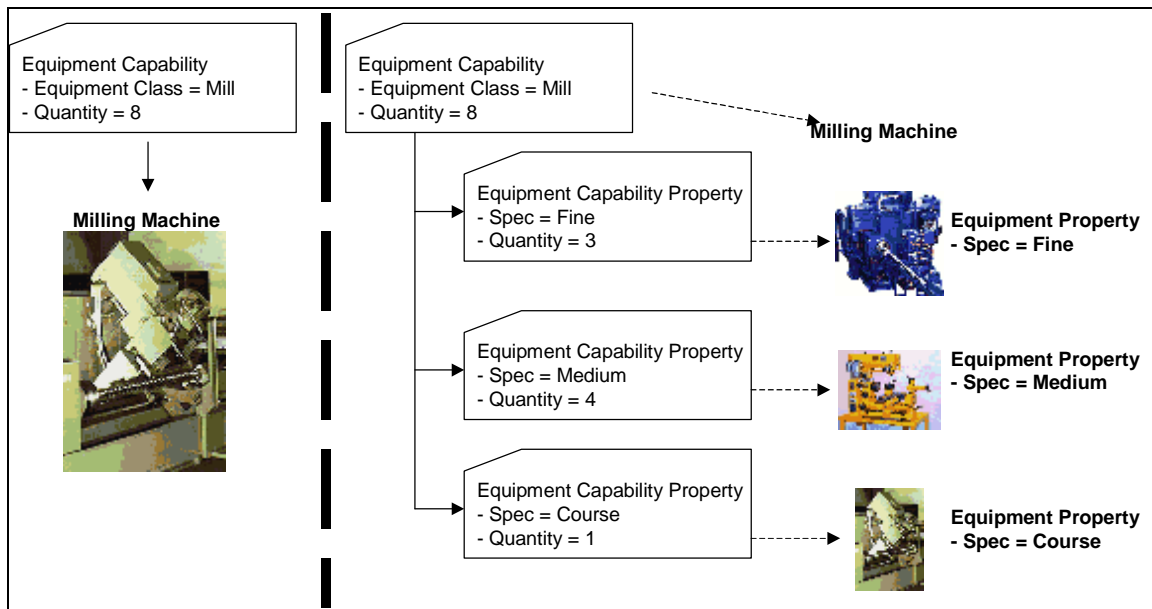 Equipment Capability
- Equipment Class = Mill
- Quantity = 8
Milling Machine
Equipment Capability
- Equipment Class = Mill
- Quantity = 8
Milling Machine
Equipment Capability Property
- Spec = Fine
- Quantity = 3
Equipment Property
- Spec = Fine
Equipment Capability Property
- Spec = Medium
- Quantity = 4
Equipment Property
- Spec = Medium
Equipment Capability Property
- Spec = Course
- Quantity = 1
Equipment Property
- Spec = Course